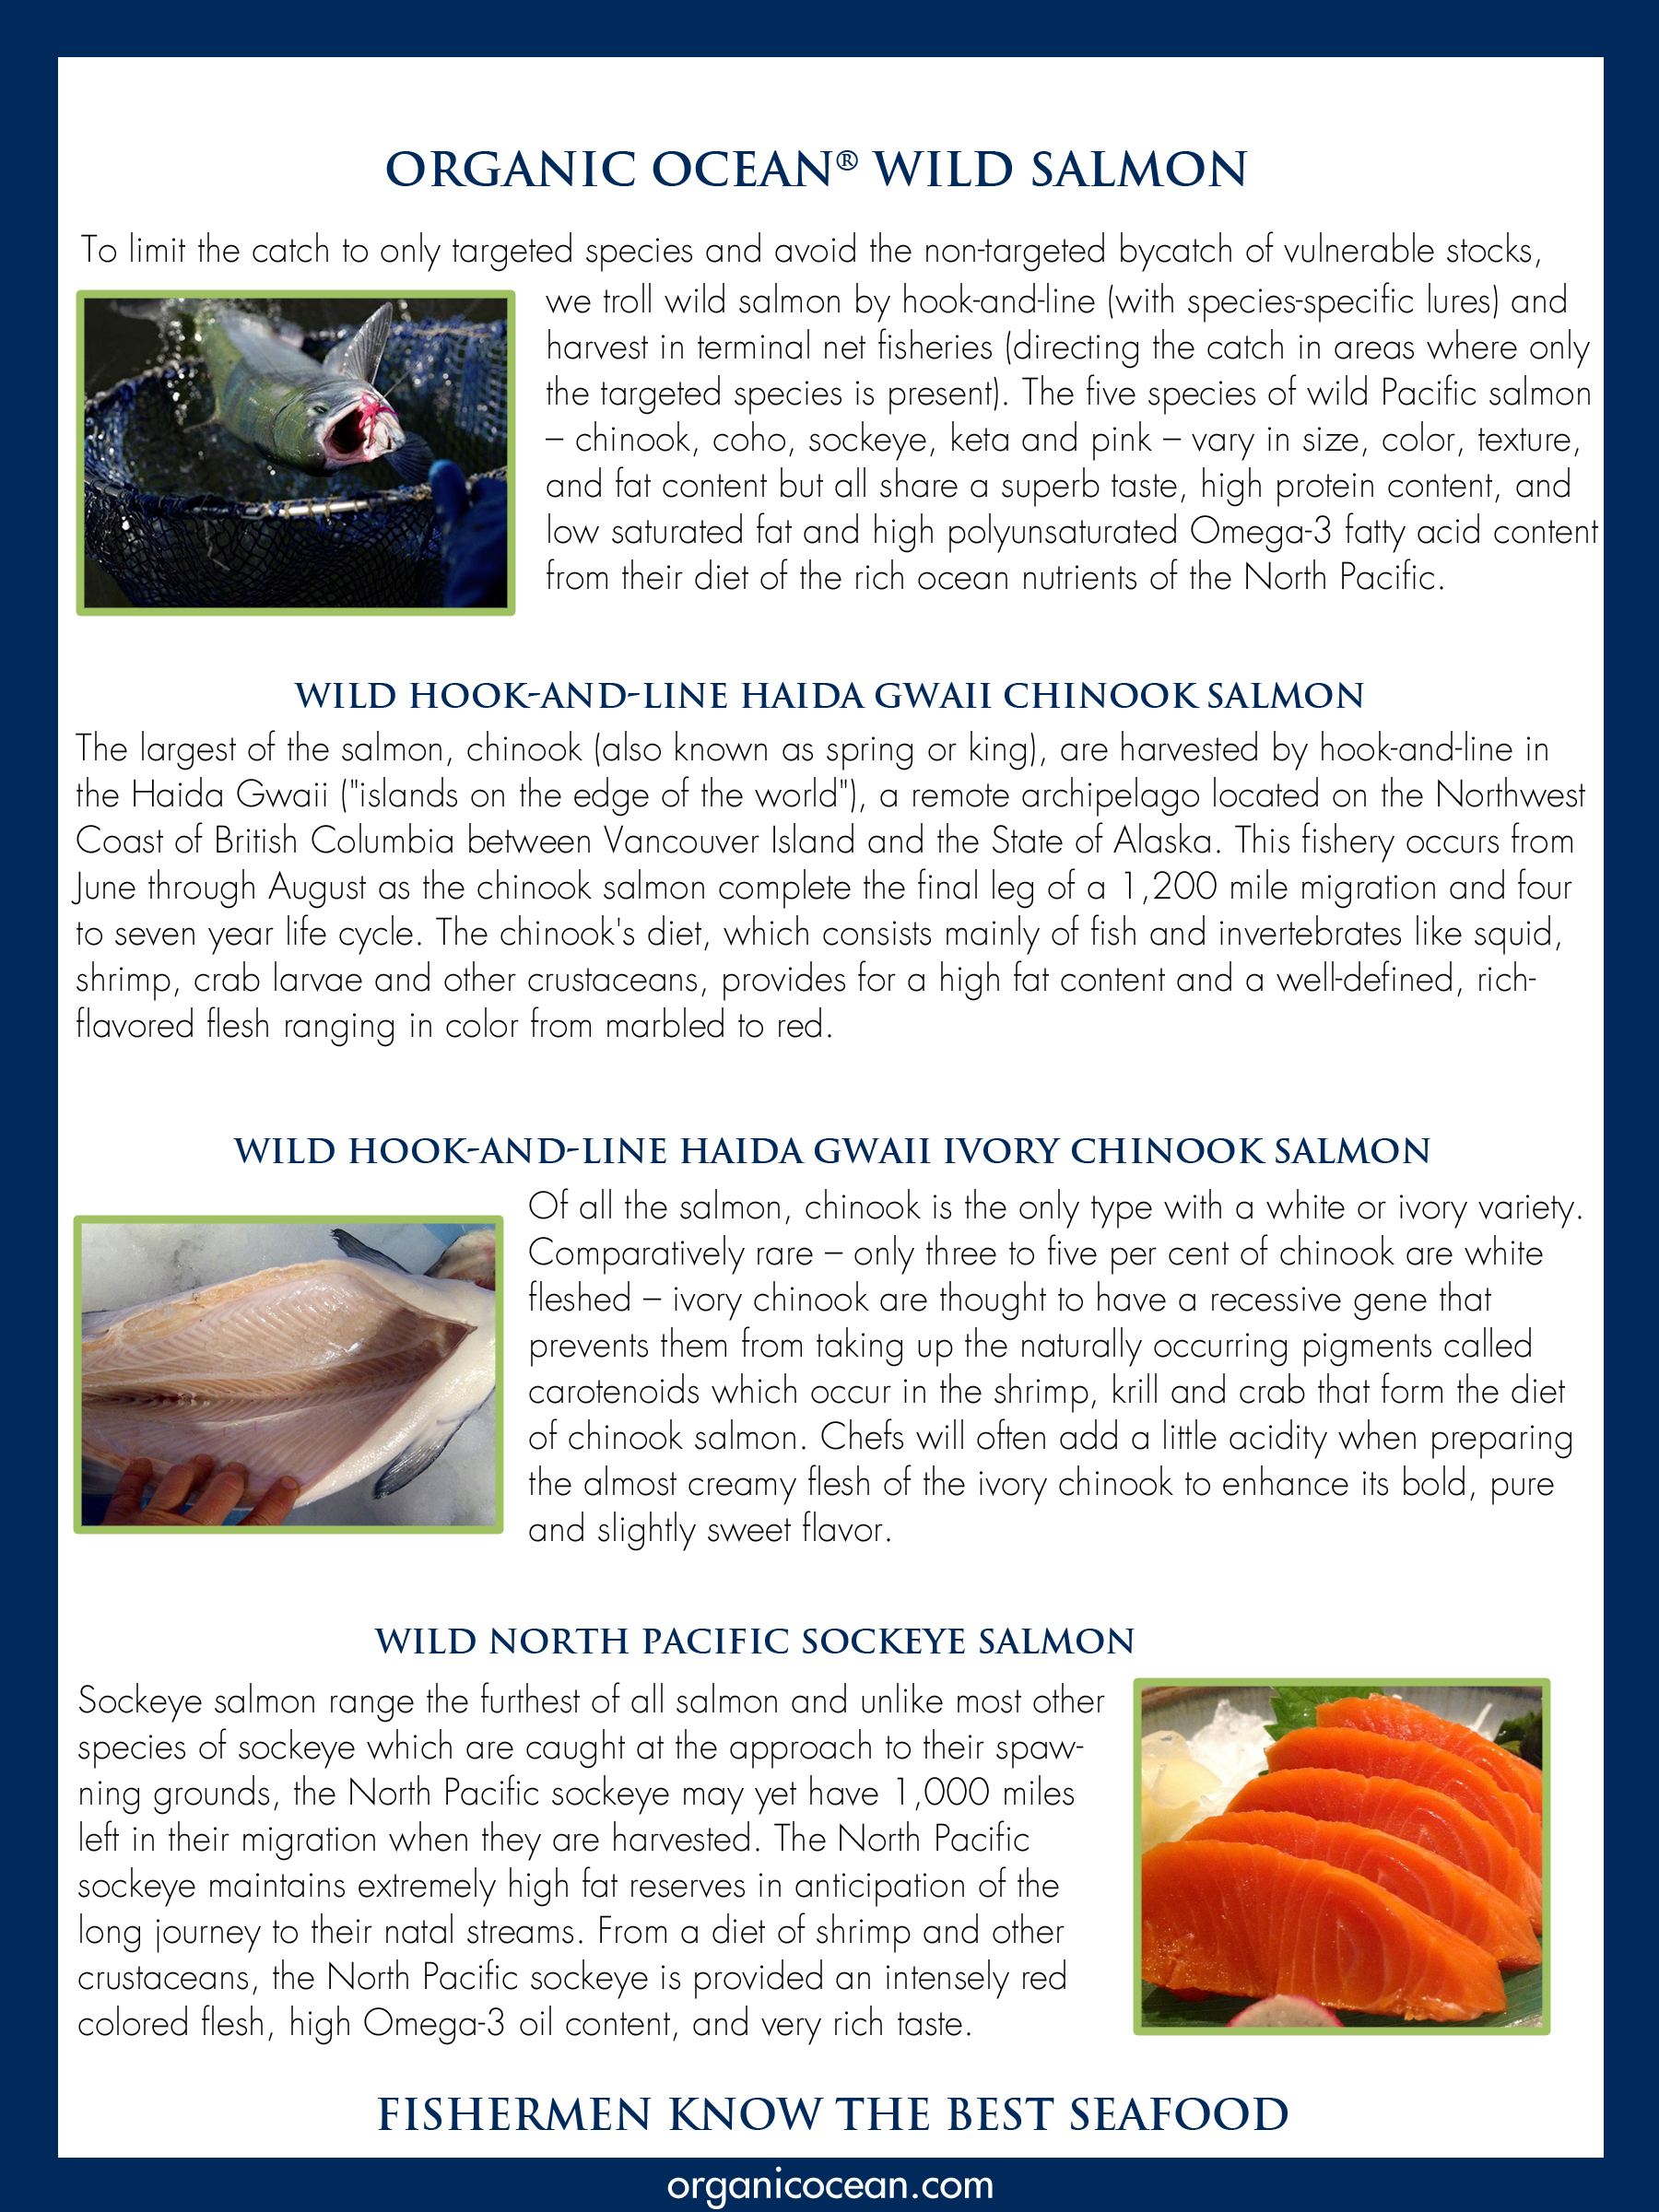 ORGANIC OCEAN® WILD SALMON
To limit the catch to only targeted species and avoid the non-targeted bycatch of vulnerable stocks,
we troll wild salmon by hook-and-line (with species-specific lures) and
harvest in terminal net fisheries (directing the catch in areas where only
the targeted species is present). The five species of wild Pacific salmon
– chinook, coho, sockeye, keta and pink – vary in size, color, texture,
and fat content but all share a superb taste, high protein content, and
low saturated fat and high polyunsaturated Omega-3 fatty acid content
from their diet of the rich ocean nutrients of the North Pacific.
WILD HOOK-AND-LINE HAIDA GWAII CHINOOK SALMON
The largest of the salmon, chinook (also known as spring or king), are harvested by hook-and-line in
the Haida Gwaii ("islands on the edge of the world"), a remote archipelago located on the Northwest
Coast of British Columbia between Vancouver Island and the State of Alaska. This fishery occurs from
June through August as the chinook salmon complete the final leg of a 1,200 mile migration and four
to seven year life cycle. The chinook's diet, which consists mainly of fish and invertebrates like squid,
shrimp, crab larvae and other crustaceans, provides for a high fat content and a well-defined, rich-
flavored flesh ranging in color from marbled to red.
WILD HOOK-AND-LINE HAIDA GWAII IVORY CHINOOK SALMON
Of all the salmon, chinook is the only type with a white or ivory variety.
Comparatively rare – only three to five per cent of chinook are white
fleshed – ivory chinook are thought to have a recessive gene that
prevents them from taking up the naturally occurring pigments called
carotenoids which occur in the shrimp, krill and crab that form the diet
of chinook salmon. Chefs will often add a little acidity when preparing
the almost creamy flesh of the ivory chinook to enhance its bold, pure
and slightly sweet flavor.
WILD NORTH PACIFIC SOCKEYE SALMON
Sockeye salmon range the furthest of all salmon and unlike most other
species of sockeye which are caught at the approach to their spaw-
ning grounds, the North Pacific sockeye may yet have 1,000 miles
left in their migration when they are harvested. The North Pacific
sockeye maintains extremely high fat reserves in anticipation of the
long journey to their natal streams. From a diet of shrimp and other
crustaceans, the North Pacific sockeye is provided an intensely red
colored flesh, high Omega-3 oil content, and very rich taste.
FISHERMEN KNOW THE BEST SEAFOOD
organicocean.com